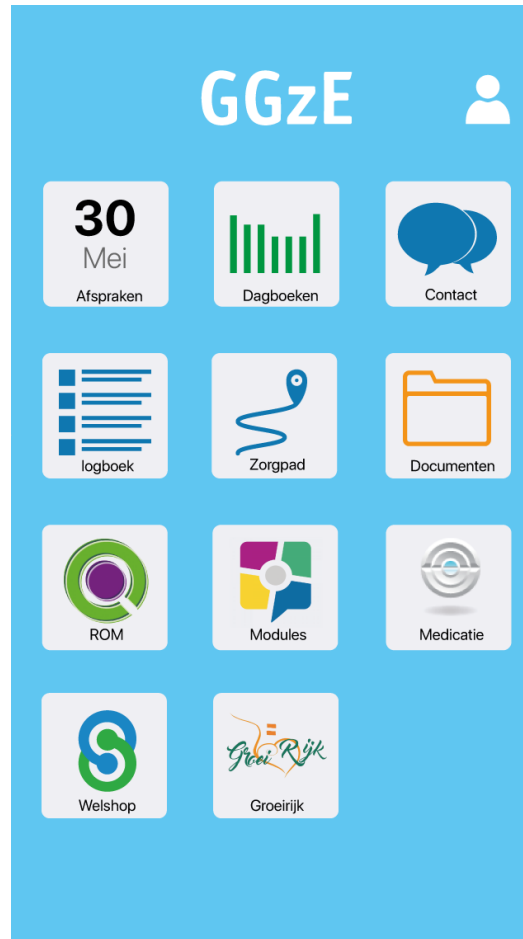 GGzE
30
Mei
Afspraken
Dagboeken
Contact
logboek
Zorgpad
Documenten
ROM
Modules
Medicatie
Welshop
Groei Rijk
Groeirijk